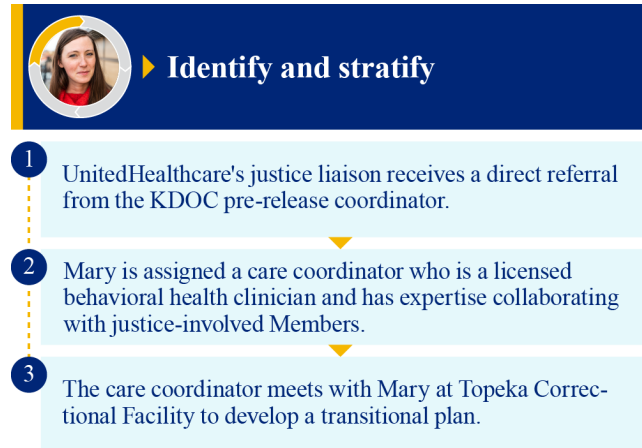 Identify and stratify
1
UnitedHealthcare's justice liaison receives a direct referral
from the KDOC pre-release coordinator.
2
Mary is assigned a care coordinator who is a licensed
behavioral health clinician and has expertise collaborating
with justice-involved Members.
3
The care coordinator meets with Mary at Topeka Correc-
tional Facility to develop a transitional plan.